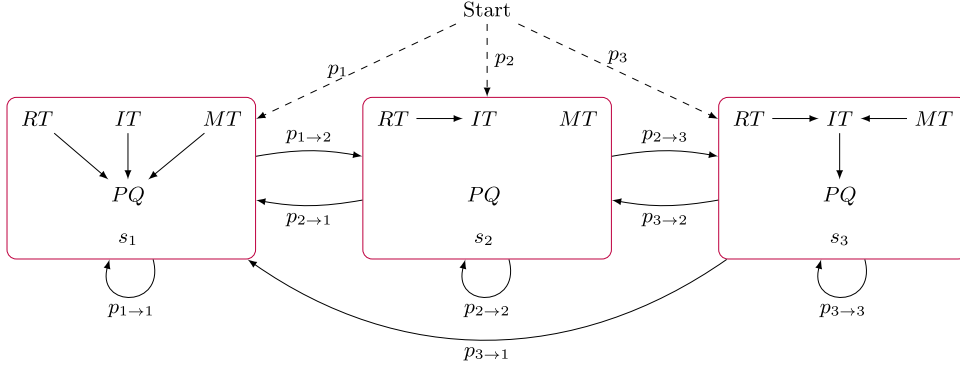 Start
p₁ p₂ p₃
RT IT MT
RT IT MT
RT IT MT
p₁→₂ p₂→₃
PQ PQ PQ
p₂→₁ p₃→₂
s₁ s₂ s₃
p₁→₁ p₂→₂ p₃→₃
p₃→₁